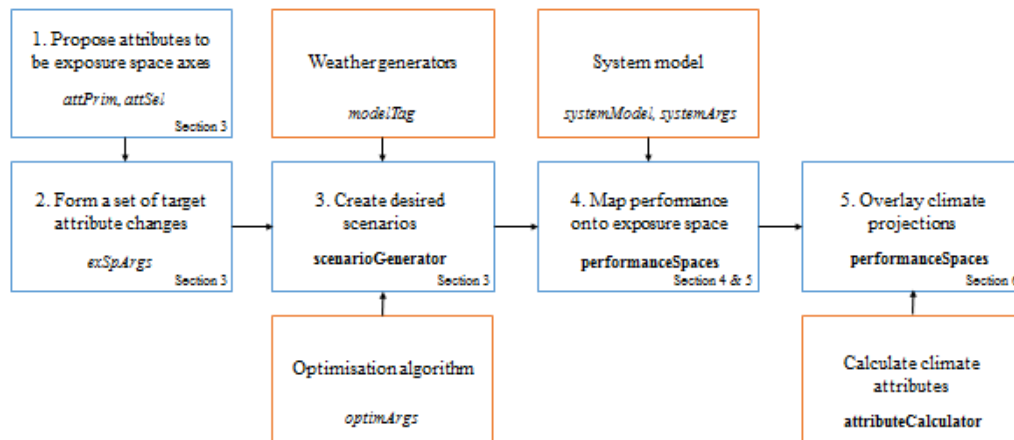 1. Propose attributes to
be exposure space axes
attPrim, attSel
Section 3
Weather generators
modelTag
System model
systemModel, systemArgs
2. Form a set of target
attribute changes
exSpArgs
Section 3
3. Create desired
scenarios
scenarioGenerator
Section 3
4. Map performance
onto exposure space
performanceSpaces
Section 4 & 5
5. Overlay climate
projections
performanceSpaces
Section 6
Optimisation algorithm
optimArgs
Calculate climate
attributes
attributeCalculator